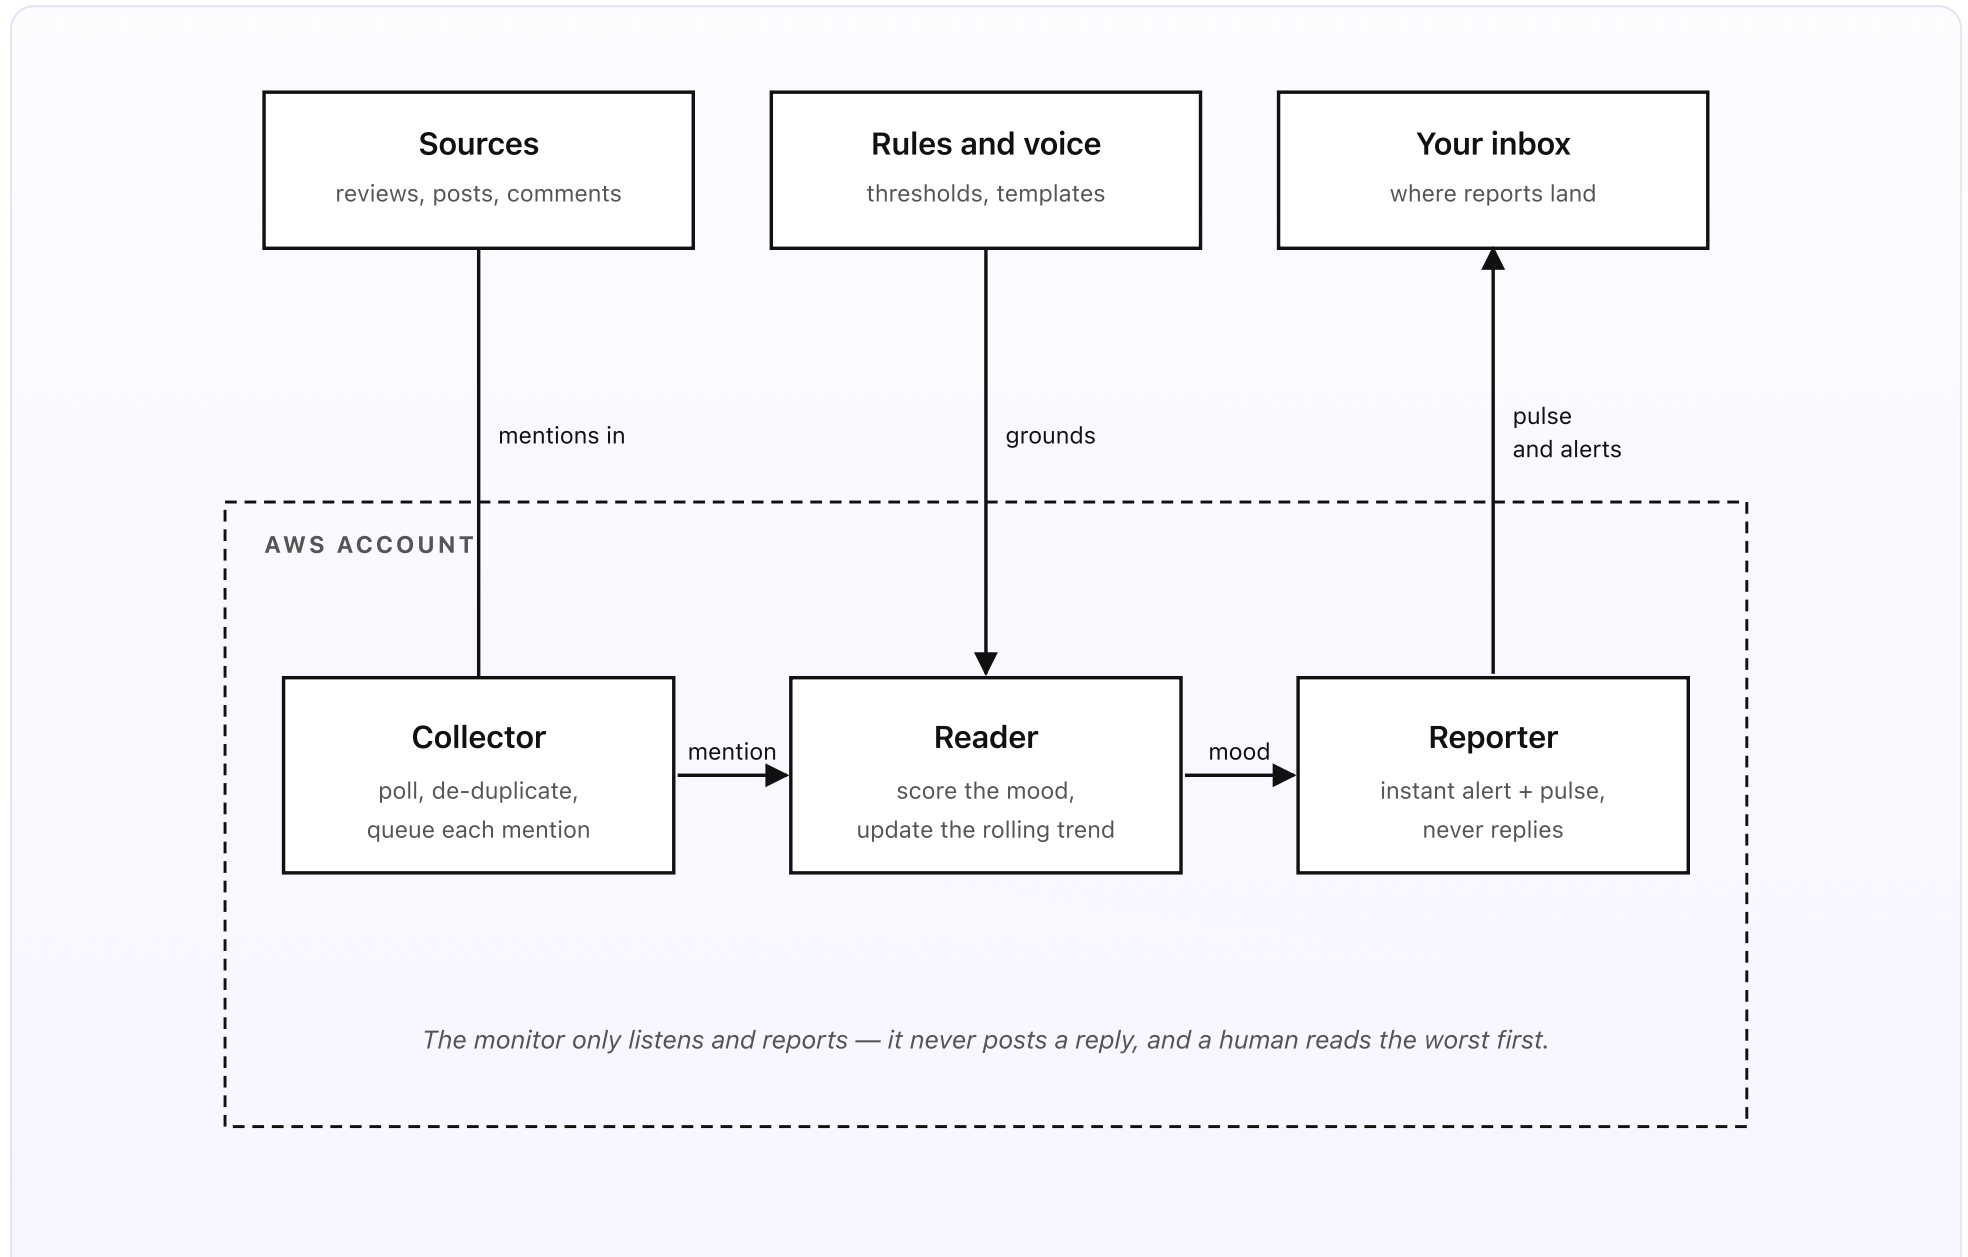 Sources
reviews, posts, comments
Rules and voice
thresholds, templates
Your inbox
where reports land
mentions in
grounds
pulse
and alerts
AWS ACCOUNT
Collector
poll, de-duplicate,
queue each mention
mention
Reader
score the mood,
update the rolling trend
mood
Reporter
instant alert + pulse,
never replies
The monitor only listens and reports — it never posts a reply, and a human reads the worst first.